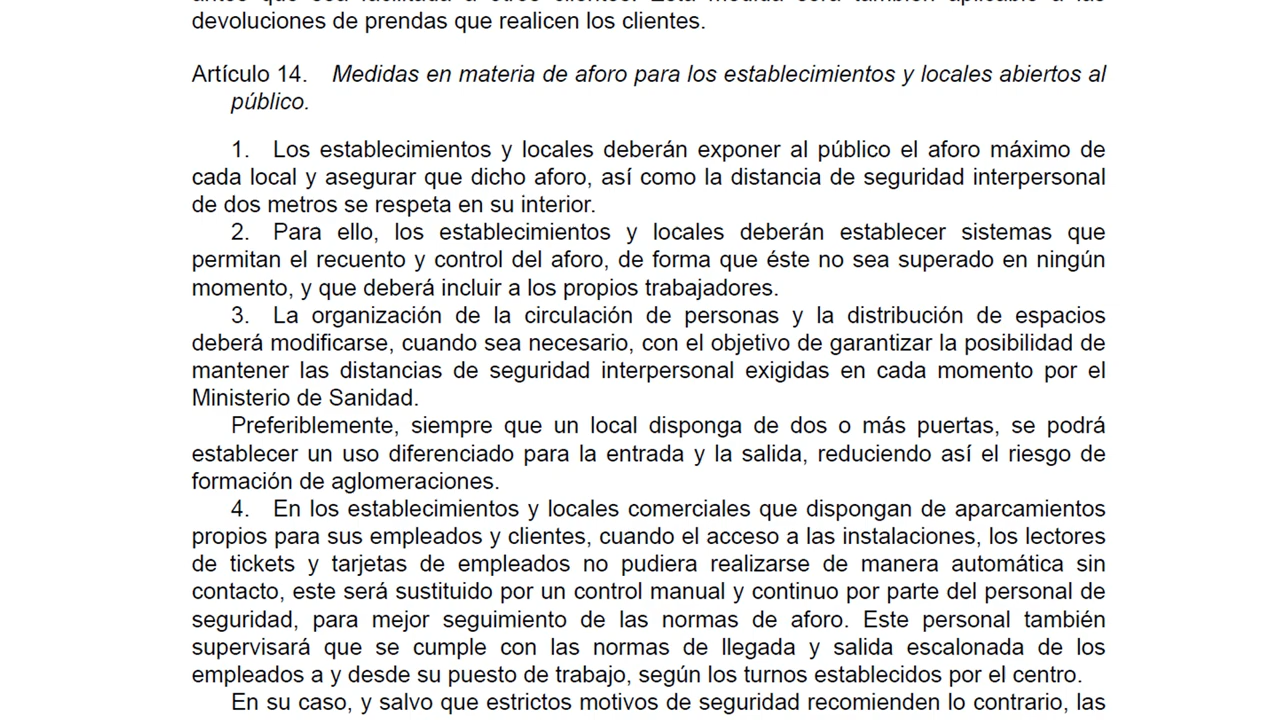 devoluciones de prendas que realicen los clientes.
Artículo 14. Medidas en materia de aforo para los establecimientos y locales abiertos al
público.
1. Los establecimientos y locales deberán exponer al público el aforo máximo de
cada local y asegurar que dicho aforo, así como la distancia de seguridad interpersonal
de dos metros se respeta en su interior.
2. Para ello, los establecimientos y locales deberán establecer sistemas que
permitan el recuento y control del aforo, de forma que éste no sea superado en ningún
momento, y que deberá incluir a los propios trabajadores.
3. La organización de la circulación de personas y la distribución de espacios
deberá modificarse, cuando sea necesario, con el objetivo de garantizar la posibilidad de
mantener las distancias de seguridad interpersonal exigidas en cada momento por el
Ministerio de Sanidad.
Preferiblemente, siempre que un local disponga de dos o más puertas, se podrá
establecer un uso diferenciado para la entrada y la salida, reduciendo así el riesgo de
formación de aglomeraciones.
4. En los establecimientos y locales comerciales que dispongan de aparcamientos
propios para sus empleados y clientes, cuando el acceso a las instalaciones, los lectores
de tickets y tarjetas de empleados no pudiera realizarse de manera automática sin
contacto, este será sustituido por un control manual y continuo por parte del personal de
seguridad, para mejor seguimiento de las normas de aforo. Este personal también
supervisará que se cumple con las normas de llegada y salida escalonada de los
empleados a y desde su puesto de trabajo, según los turnos establecidos por el centro.
En su caso, y salvo que estrictos motivos de seguridad recomienden lo contrario, las